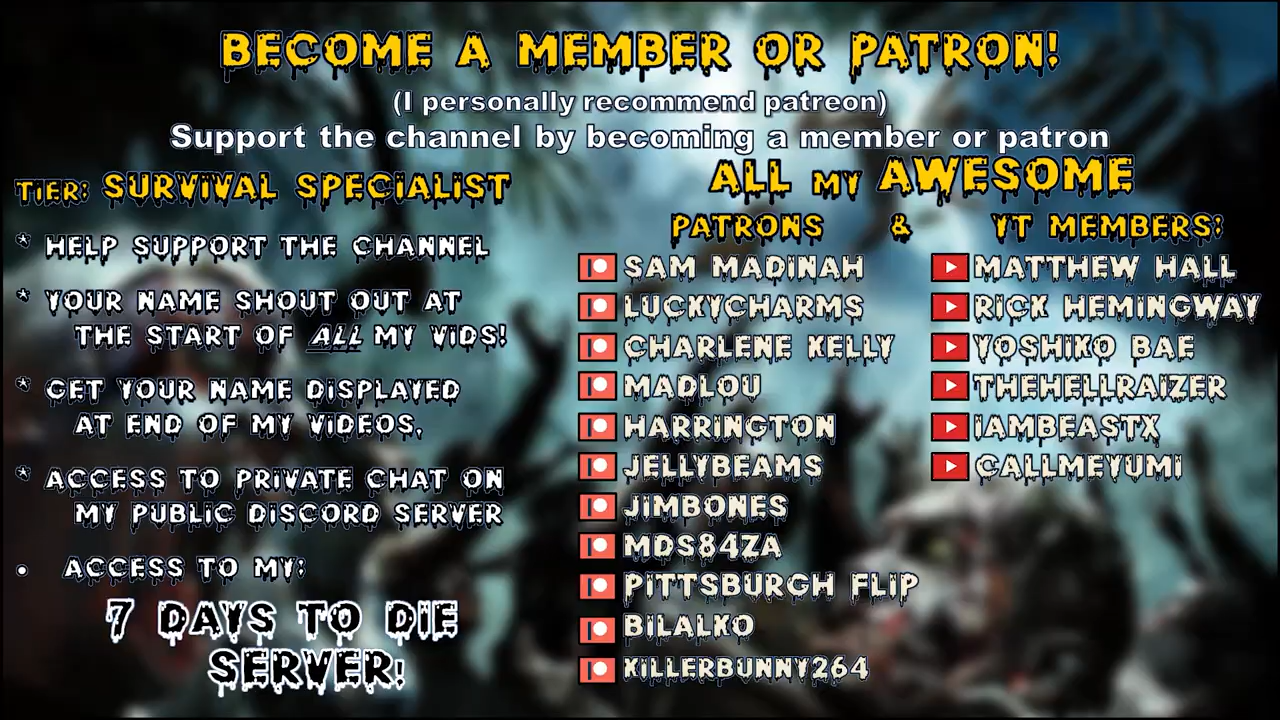 BECOME A MEMBER OR PATRON!
(I personally recommend patreon)
Support the channel by becoming a member or patron
TIER: SURVIVAL SPECIALIST
* HELP SUPPORT THE CHANNEL
* YOUR NAME SHOUT OUT AT
THE START OF ALL MY VIDS!
* GET YOUR NAME DISPLAYED
AT END OF MY VIDEOS,
* ACCESS TO PRIVATE CHAT ON
MY PUBLIC DISCORD SERVER
• ACCESS TO MY:
7 DAYS TO DIE
SERVER!
ALL MY AWESOME
PATRONS & YT MEMBERS:
SAM MADINAH
LUCKYCHARMS
CHARLENE KELLY
MADLOU
HARRINGTON
JELLYBEAMS
JIMBONES
MDS84ZA
PITTSBURGH FLIP
BILALKO
KILLERBUNNY264
MATTHEW HALL
RICK HEMINGWAY
YOSHIKO BAE
THEHELLRAIZER
IAMBEASTX
CALLMEYUMI